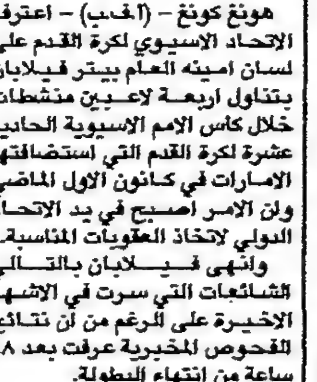 هونغ كونغ – (اف ب) – اعترف
الاتحاد الاسيوي لكرة القدم على
لسان امينه العام بيتر فيلابان
بتناول اربعة لاعبين منشطات
خلال كاس الامم الاسيوية الحادية
عشرة لكرة القدم التي استضافتها
الامارات في كانون الاول الماضي
وان الامر اصبح في يد الاتحاد
الدولي لاتخاذ العقوبات المناسبة.
وانهى فيلابان بالتالي
الشائعات التي سرت في الاشهر
الاخيرة على الرغم من ان نتائج
الفحوص المخبرية عرفت بعد ٤٨
ساعة من انتهاء البطولة.